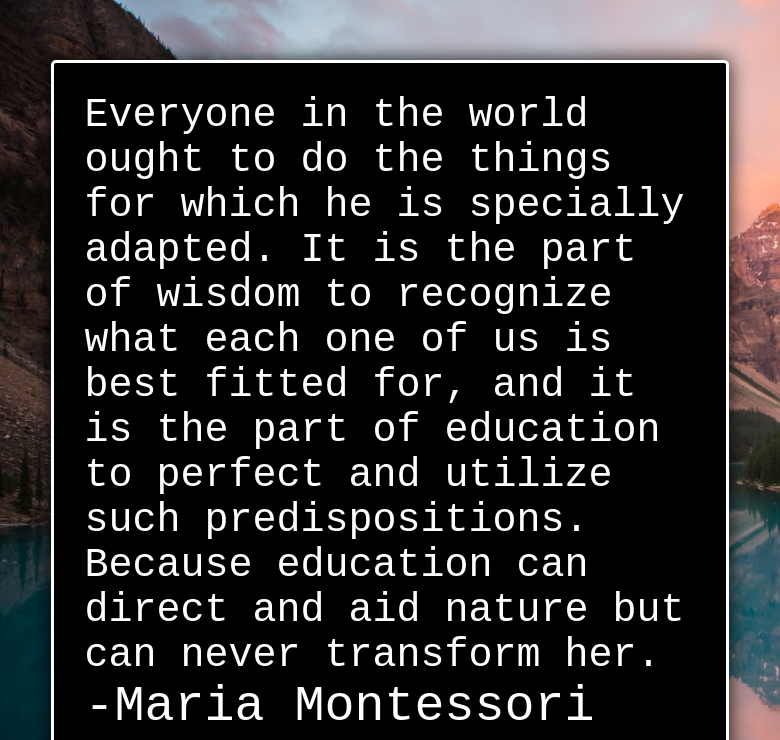 Everyone in the world
ought to do the things
for which he is specially
adapted. It is the part
of wisdom to recognize
what each one of us is
best fitted for, and it
is the part of education
to perfect and utilize
such predispositions.
Because education can
direct and aid nature but
can never transform her.
-Maria Montessori